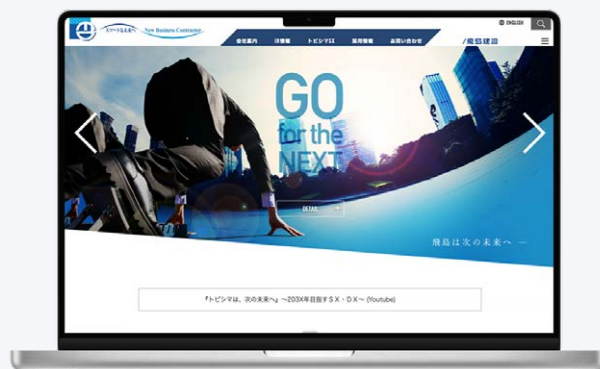 スマートな未来へ New Business Contractor
ENGLISH
会社案内 IR情報 トビシマSX 採用情報 お問い合わせ
飛島建設
GO
for the
NEXT
DETAIL
飛島は次の未来へ ―
『トビシマは、次の未来へ』 ～203X年目指すSX・DX～ (Youtube)